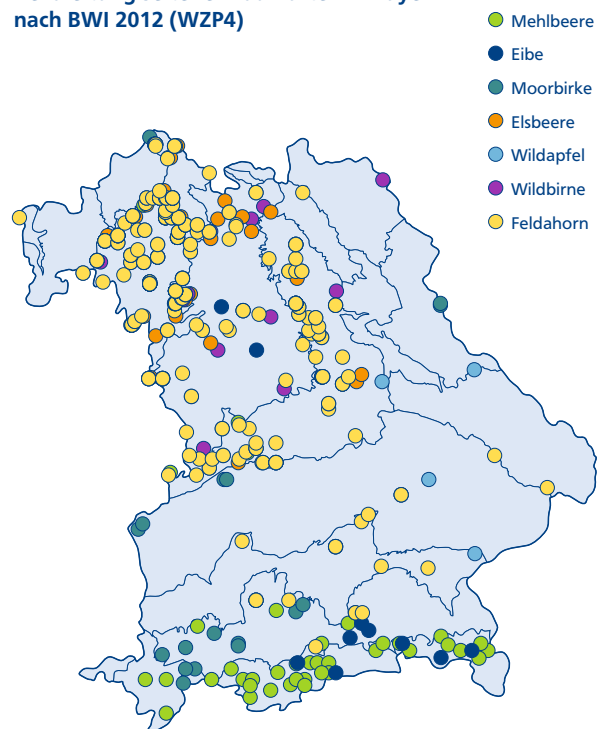 nach BWI 2012 (WZP4)
Mehlbeere
Eibe
Moorbirke
Elsbeere
Wildapfel
Wildbirne
Feldahorn